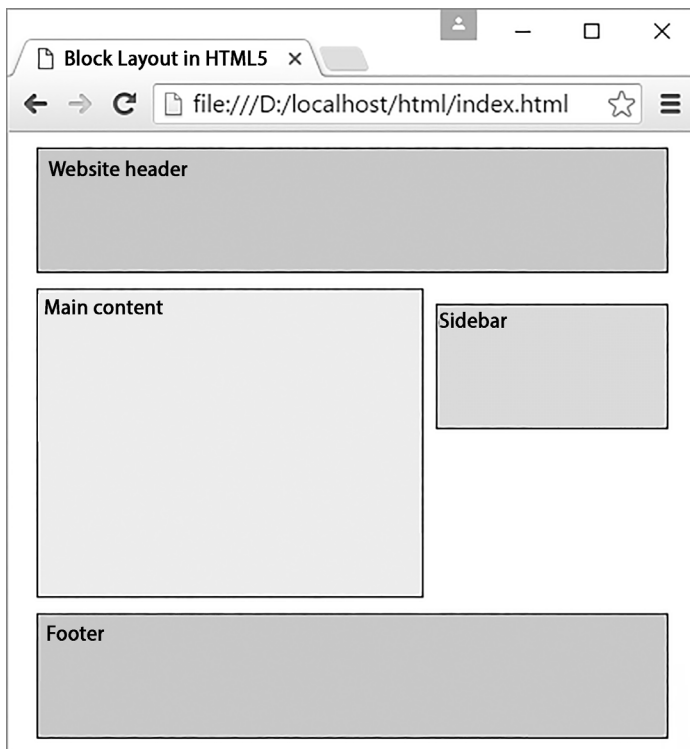 Block Layout in HTML5
file:///D:/localhost/html/index.html
Website header
Main content
Sidebar
Footer